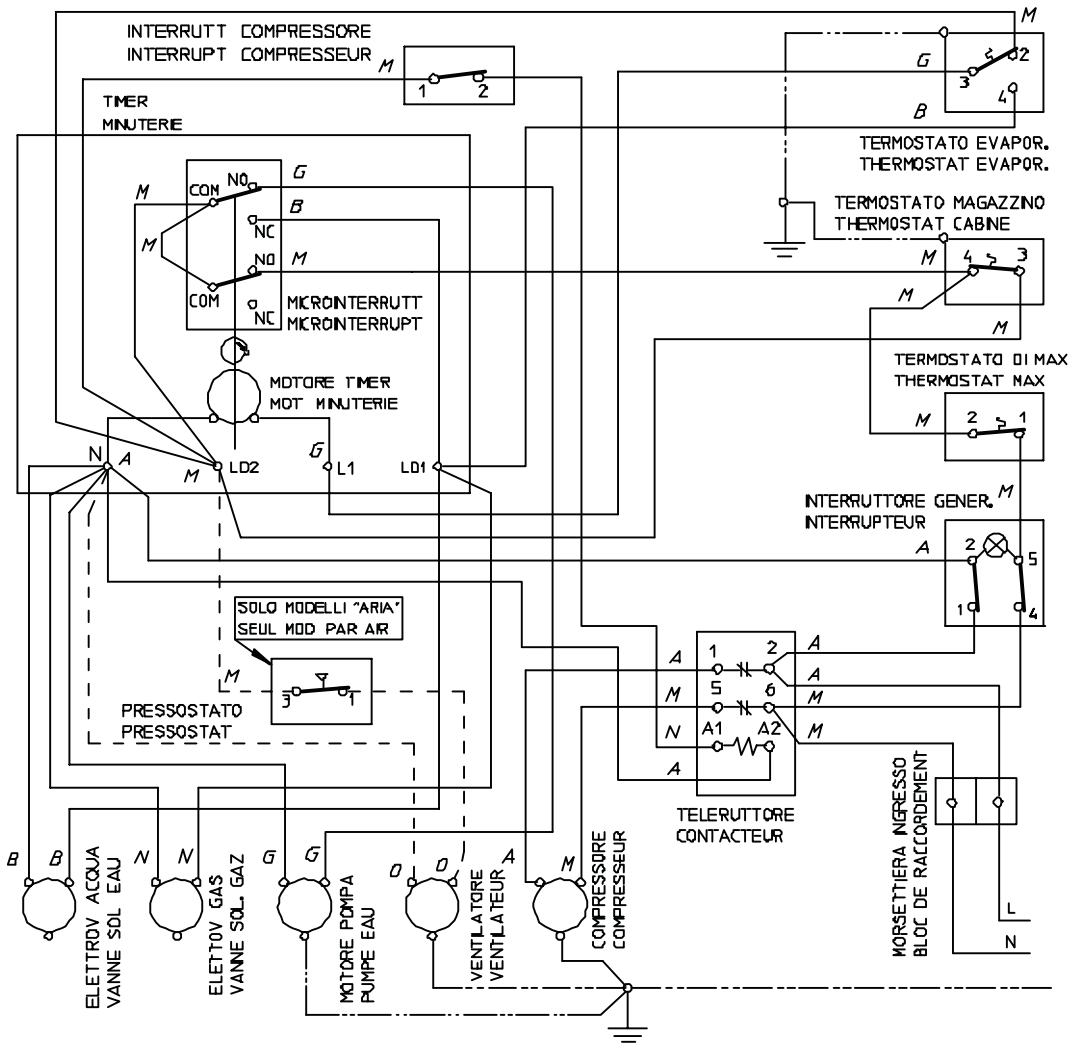 INTERRUTT COMPRESSORE
INTERRUPT COMPRESSEUR
M
1 2
M
G
2
3
4
B
TERMOSTATO EVAPOR.
THERMOSTAT EVAPOR.
TIMER
MINUTERIE
COM NO
G
M
B
NC
M
NO
M
COM
NC
MICROINTERRUTT
MICROINTERRUPT
TERMOSTATO MAGAZZINO
THERMOSTAT CABINE
M
4 3
M
M
MOTORE TIMER
MOT MINUTERIE
TERMOSTATO DI MAX
THERMOSTAT MAX
M
2 1
N A
M
LD2
G
L1
LD1
INTERRUTTORE GENER.
INTERRUPTEUR
M
A
2
5
1
4
SOLO MODELLI "ARIA"
SEUL MOD PAR AIR
M
3 1
PRESSOSTATO
PRESSOSTAT
A
1 2
A
A
M
5 6
M
N
A1 A2
M
A
TELERUTTORE
CONTACTEUR
MORSETTIERA INGRESSO
BLOC DE RACCORDEMENT
L
N
B B
N N
G G
O O
A M
ELETTROV ACQUA
VANNE SOL EAU
ELETTOV GAS
VANNE SOL. GAZ
MOTORE POMPA
PUMPE EAU
VENTILATORE
VENTILATEUR
COMPRESSORE
COMPRESSEUR